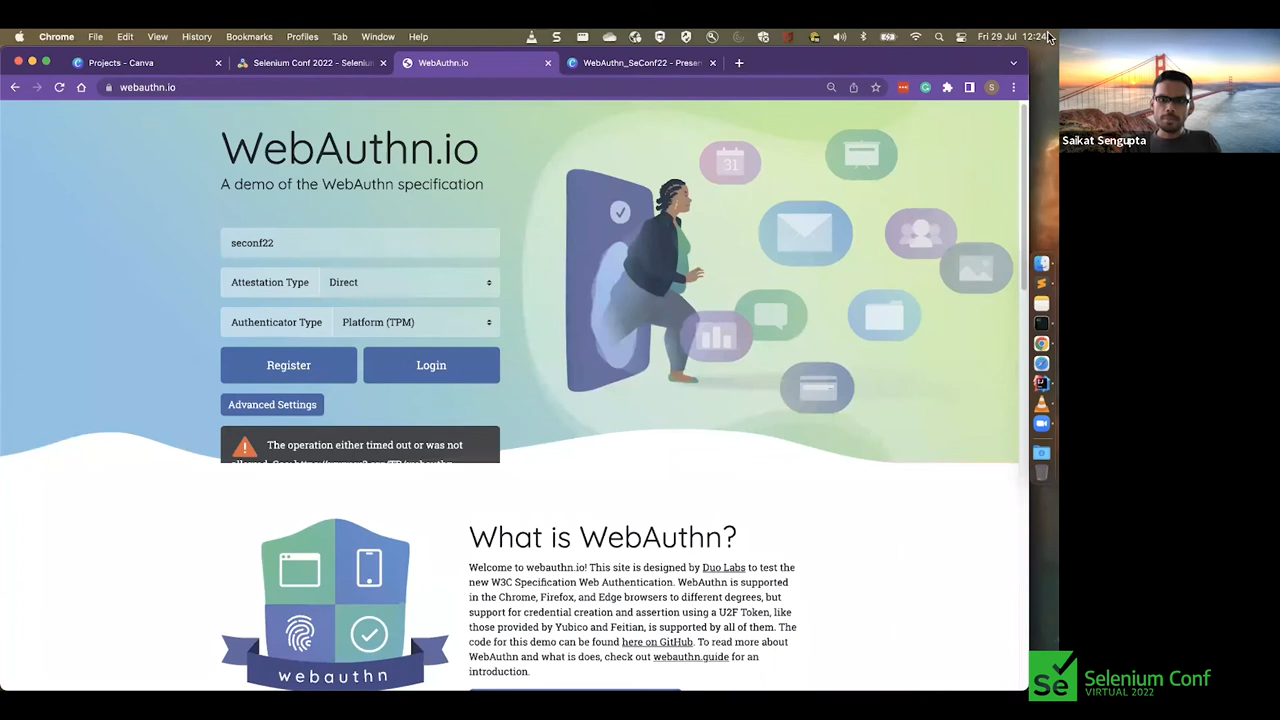 Chrome File Edit View History Bookmarks Profiles Tab Window Help
Fri 29 Jul 12:24
Projects - Canva
Selenium Conf 2022 - Selenium
WebAuthn.io
WebAuthn_SeConf22 - Presen
webauthn.io
S
WebAuthn.io
A demo of the WebAuthn specification
seconf22
Attestation Type Direct
Authenticator Type Platform (TPM)
Register Login
Advanced Settings
The operation either timed out or was not
31
What is WebAuthn?
Welcome to webauthn.io! This site is designed by Duo Labs to test the
new W3C Specification Web Authentication. WebAuthn is supported
in the Chrome, Firefox, and Edge browsers to different degrees, but
support for credential creation and assertion using a U2F Token, like
those provided by Yubico and Feitian, is supported by all of them. The
code for this demo can be found here on GitHub. To read more about
WebAuthn and what is does, check out webauthn.guide for an
introduction.
webauthn
Saikat Sengupta
Se Selenium Conf
VIRTUAL 2022